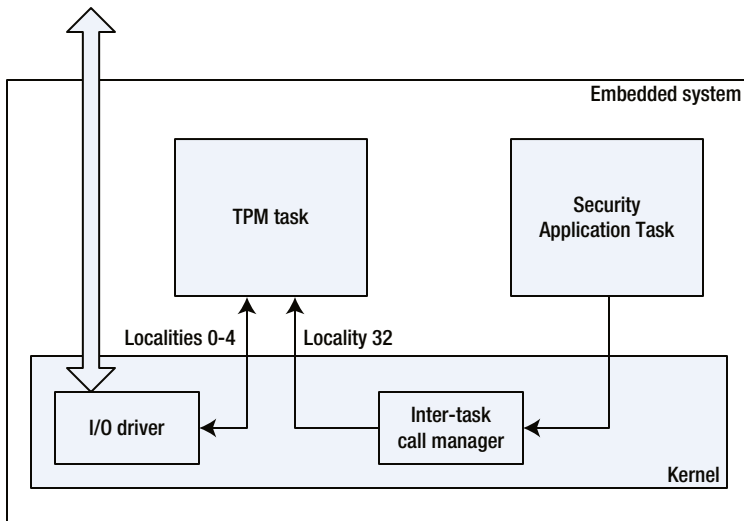 Embedded system
TPM task
Security
Application Task
Localities 0-4
Locality 32
I/O driver
Inter-task
call manager
Kernel